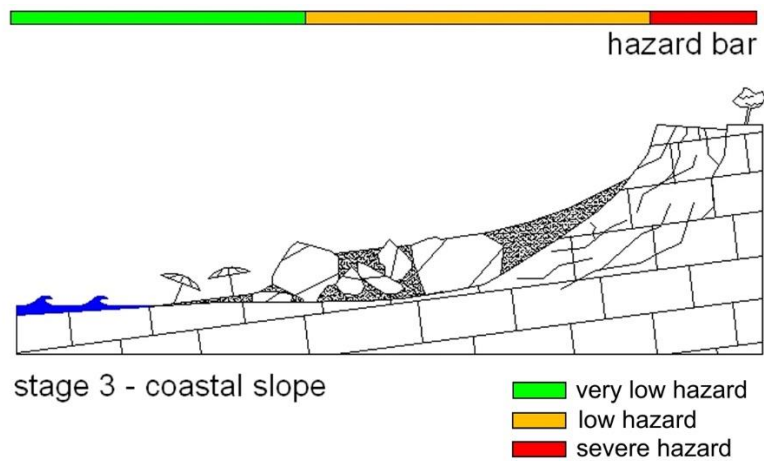 hazard bar
stage 3 - coastal slope
very low hazard
low hazard
severe hazard